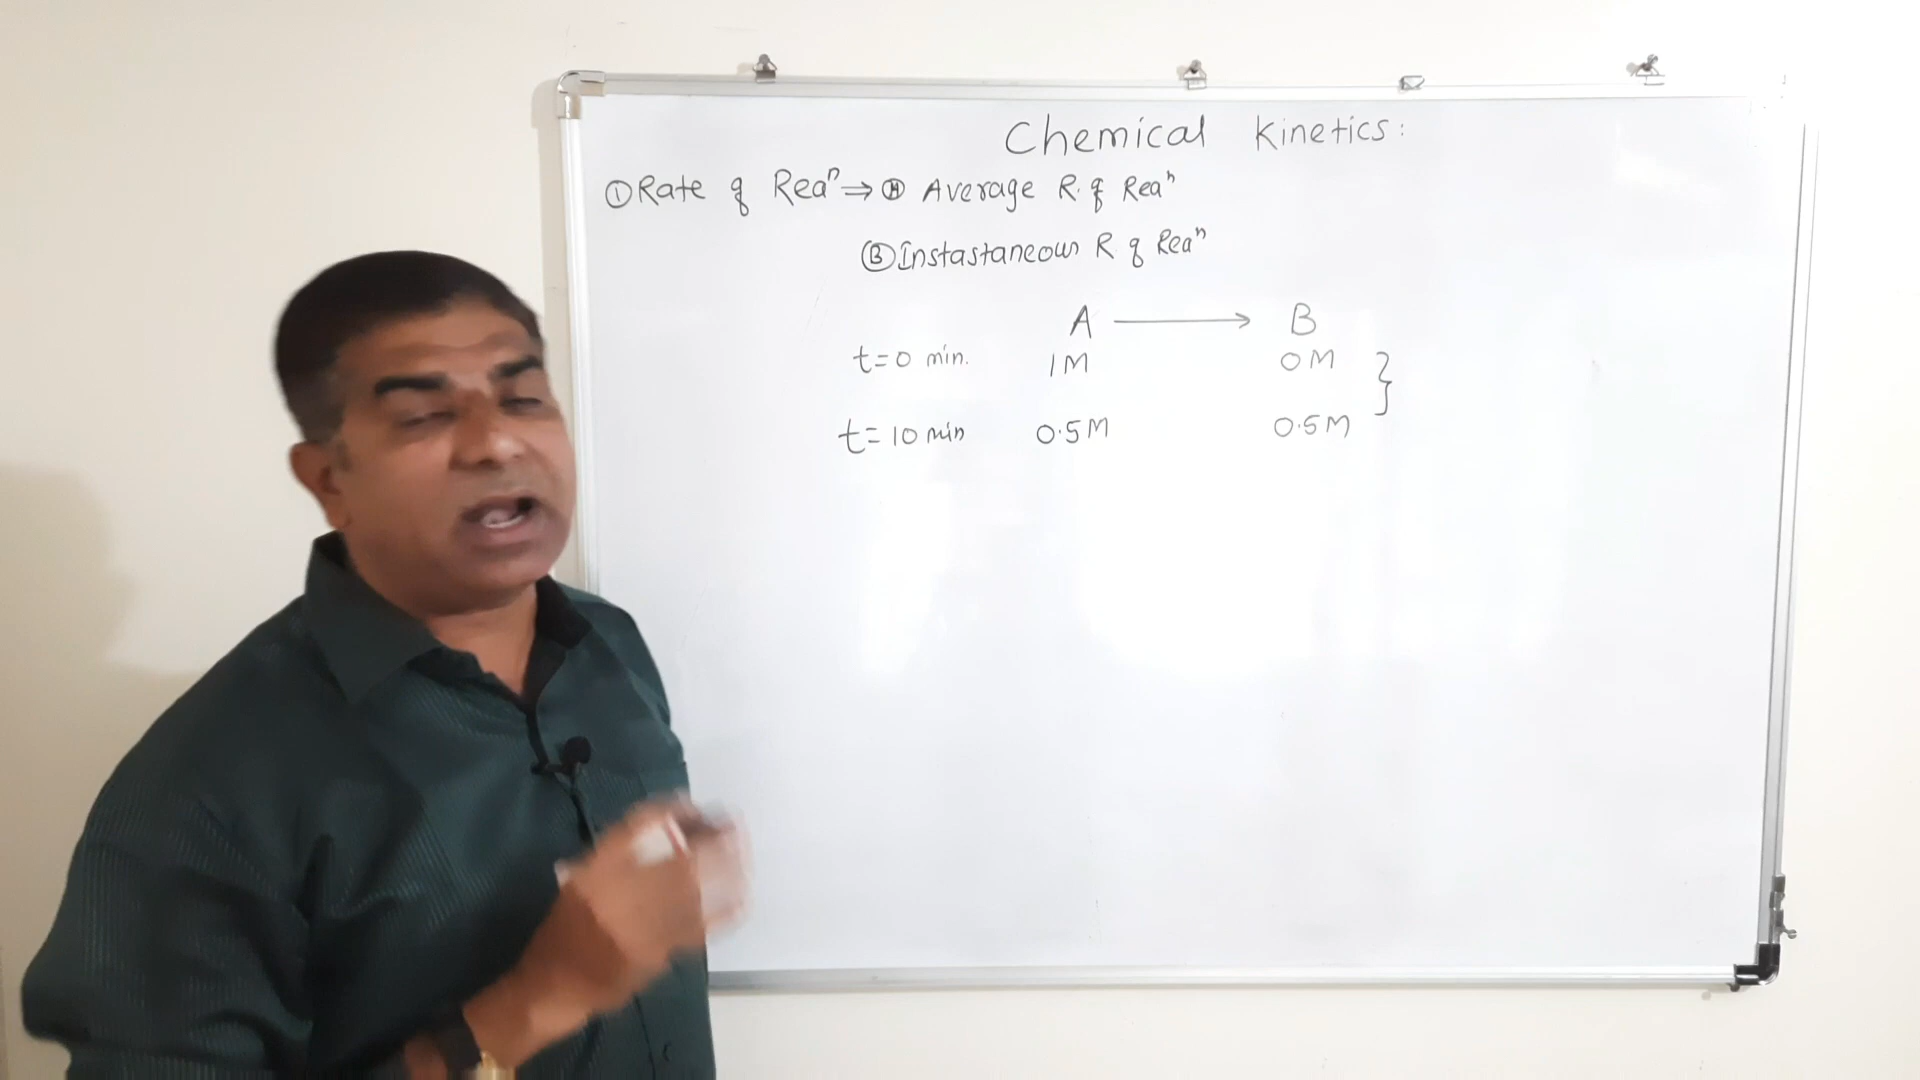 Chemical Kinetics:
① Rate of Reaⁿ ⇒ Ⓐ Average R. of Reaⁿ
Ⓑ Instastaneous R of Reaⁿ
A ⟶ B
t=0 min. 1M 0M }
t=10 min 0.5M 0.5M